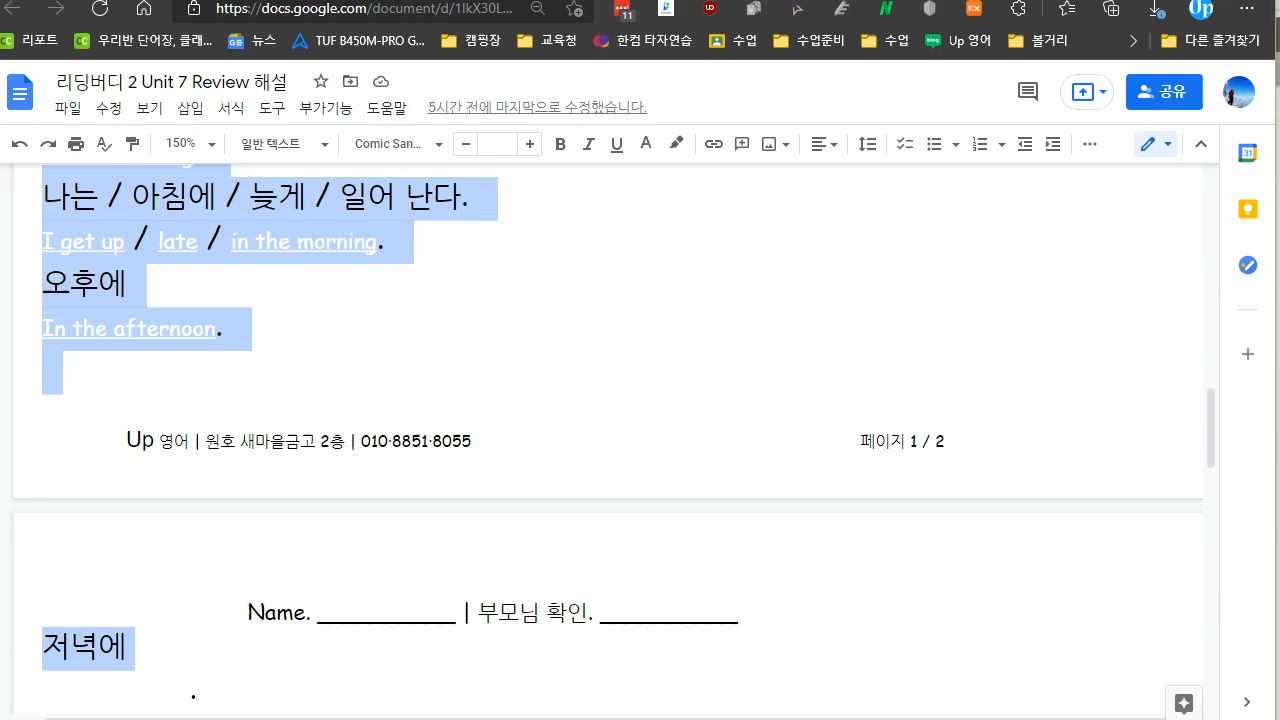 https://docs.google.com/document/d/1IkX30L...
11
UD
N
EX
Up
리포트
우리반 단어장, 클래...
뉴스
TUF B450M-PRO G...
캠핑장
교육청
한컴 타자연습
수업
수업준비
수업
Up 영어
볼거리
다른 즐겨찾기
리딩버디 2 Unit 7 Review 해설
파일 수정 보기 삽입 서식 도구 부가기능 도움말 5시간 전에 마지막으로 수정했습니다.
공유
150% 일반 텍스트 Comic San... B I U A
31
나는 / 아침에 / 늦게 / 일어 난다.
I get up / late / in the morning.
오후에
In the afternoon.
Up 영어 | 원호 새마을금고 2층 | 010·8851·8055 페이지 1 / 2
Name. ____________ | 부모님 확인. ____________
저녁에
.